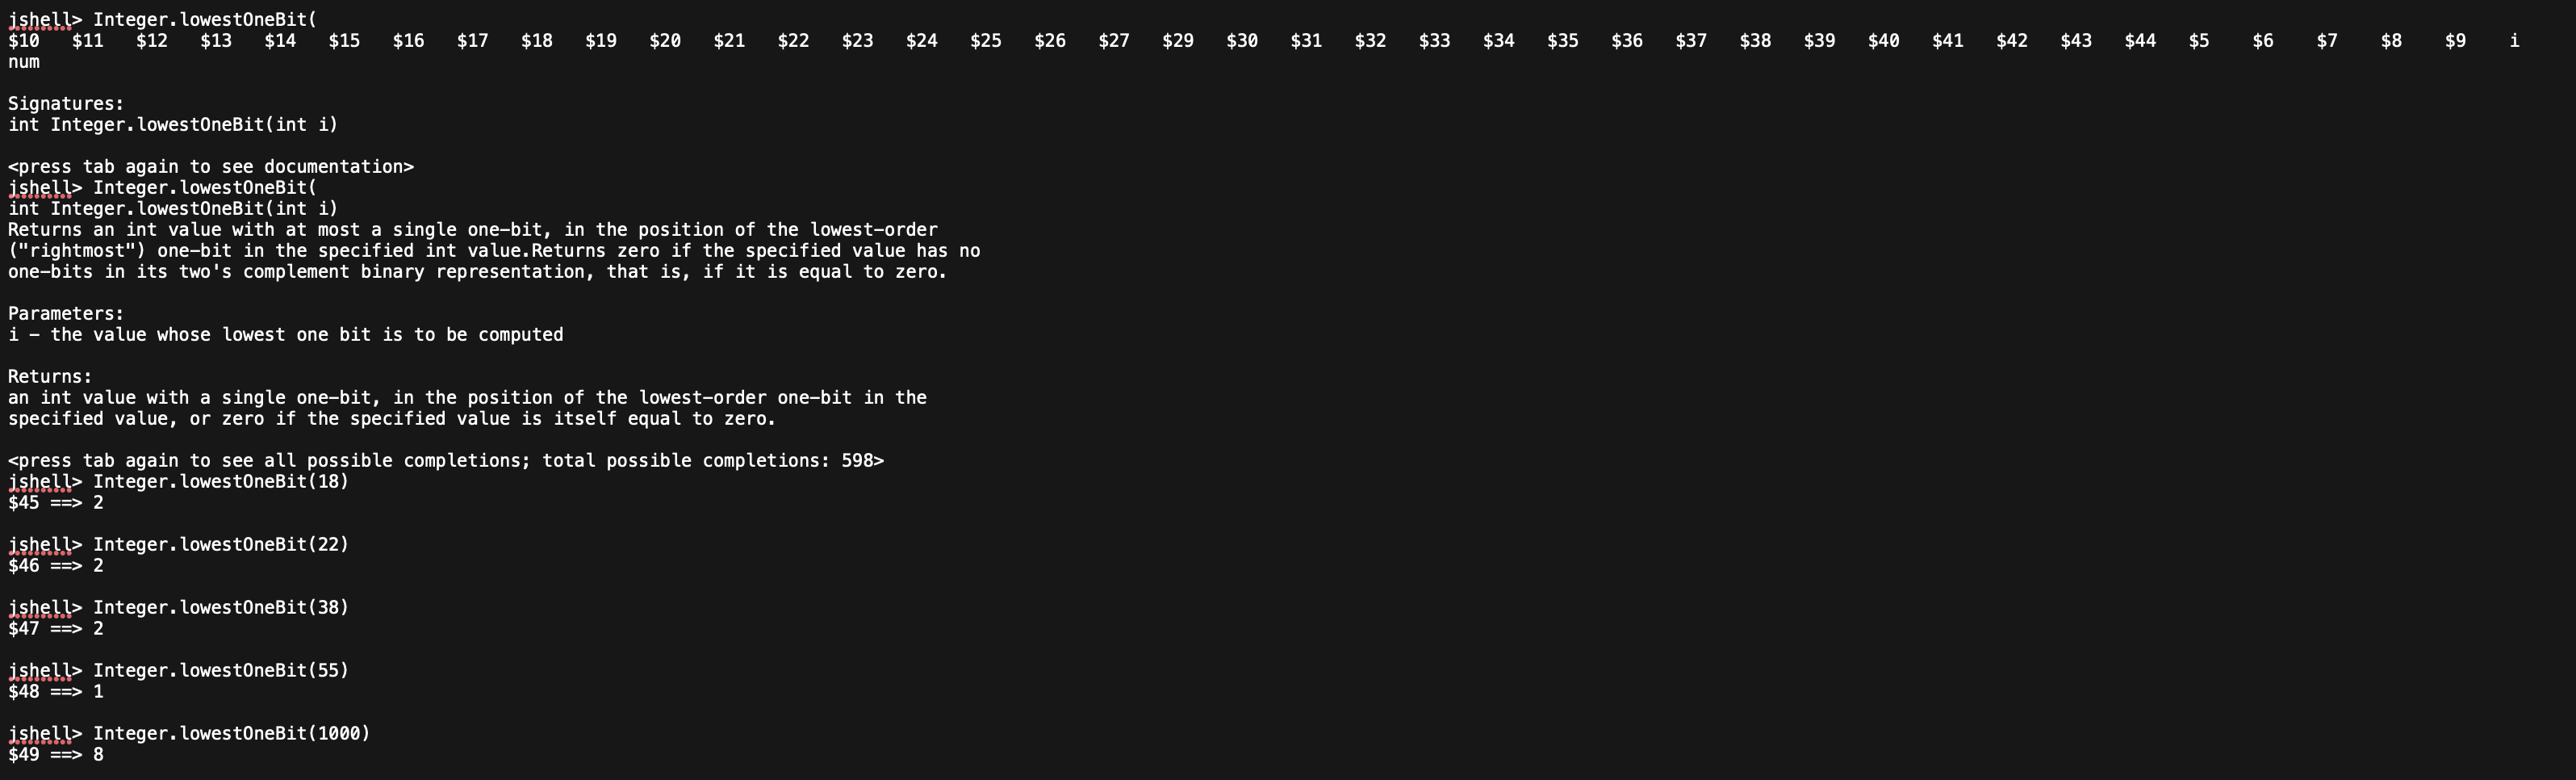 jshell> Integer.lowestOneBit(
$10   $11   $12   $13   $14   $15   $16   $17   $18   $19   $20   $21   $22   $23   $24   $25   $26   $27   $29   $30   $31   $32   $33   $34   $35   $36   $37   $38   $39   $40   $41   $42   $43   $44   $5    $6    $7    $8    $9    i
num

Signatures:
int Integer.lowestOneBit(int i)

<press tab again to see documentation>
jshell> Integer.lowestOneBit(
int Integer.lowestOneBit(int i)
Returns an int value with at most a single one-bit, in the position of the lowest-order
("rightmost") one-bit in the specified int value.Returns zero if the specified value has no
one-bits in its two's complement binary representation, that is, if it is equal to zero.

Parameters:
i - the value whose lowest one bit is to be computed

Returns:
an int value with a single one-bit, in the position of the lowest-order one-bit in the
specified value, or zero if the specified value is itself equal to zero.

<press tab again to see all possible completions; total possible completions: 598>
jshell> Integer.lowestOneBit(18)
$45 ==> 2

jshell> Integer.lowestOneBit(22)
$46 ==> 2

jshell> Integer.lowestOneBit(38)
$47 ==> 2

jshell> Integer.lowestOneBit(55)
$48 ==> 1

jshell> Integer.lowestOneBit(1000)
$49 ==> 8